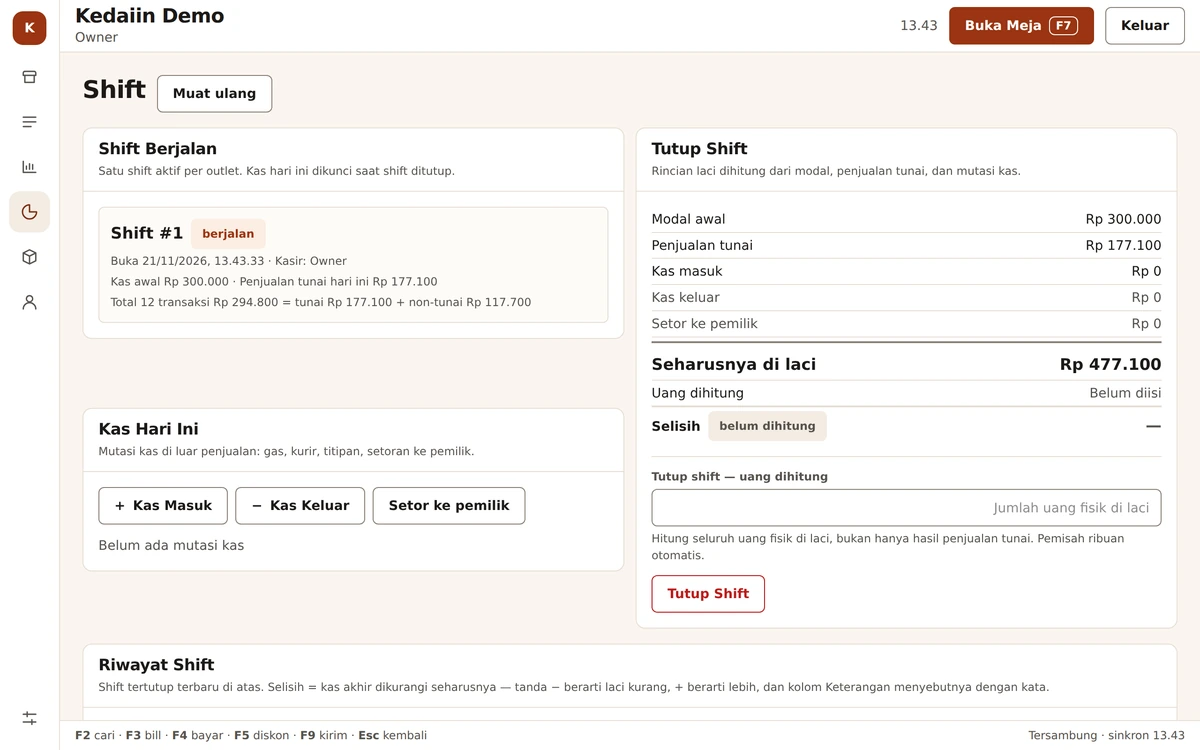 K
Kedaiin Demo
Owner
13.43
Buka Meja F7
Keluar
Shift
Muat ulang
Shift Berjalan
Satu shift aktif per outlet. Kas hari ini dikunci saat shift ditutup.
Shift #1 berjalan
Buka 21/11/2026, 13.43.33 · Kasir: Owner
Kas awal Rp 300.000 · Penjualan tunai hari ini Rp 177.100
Total 12 transaksi Rp 294.800 = tunai Rp 177.100 + non-tunai Rp 117.700
Kas Hari Ini
Mutasi kas di luar penjualan: gas, kurir, titipan, setoran ke pemilik.
+ Kas Masuk
− Kas Keluar
Setor ke pemilik
Belum ada mutasi kas
Tutup Shift
Rincian laci dihitung dari modal, penjualan tunai, dan mutasi kas.
Modal awal Rp 300.000
Penjualan tunai Rp 177.100
Kas masuk Rp 0
Kas keluar Rp 0
Setor ke pemilik Rp 0
Seharusnya di laci Rp 477.100
Uang dihitung Belum diisi
Selisih belum dihitung —
Tutup shift — uang dihitung
Jumlah uang fisik di laci
Hitung seluruh uang fisik di laci, bukan hanya hasil penjualan tunai. Pemisah ribuan
otomatis.
Tutup Shift
Riwayat Shift
Shift tertutup terbaru di atas. Selisih = kas akhir dikurangi seharusnya — tanda − berarti laci kurang, + berarti lebih, dan kolom Keterangan menyebutnya dengan kata.
F2 cari · F3 bill · F4 bayar · F5 diskon · F9 kirim · Esc kembali
Tersambung · sinkron 13.43